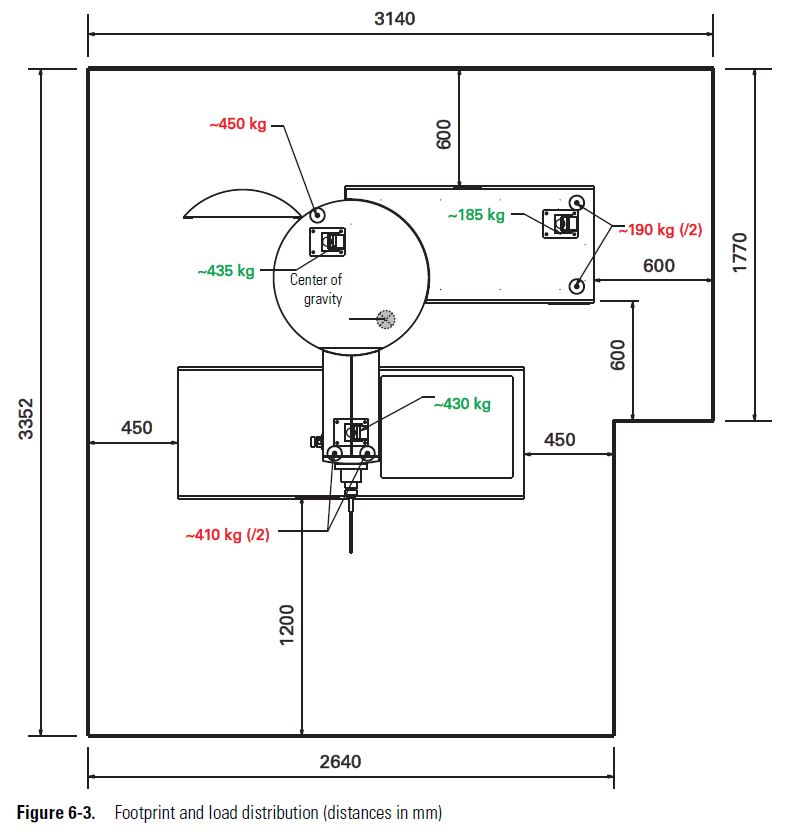 3140
~450 kg
600
~185 kg
~190 kg (/2)
~435 kg
Center of
gravity
600
1770
600
3352
~430 kg
450
450
~410 kg (/2)
1200
2640
Figure 6-3. Footprint and load distribution (distances in mm)